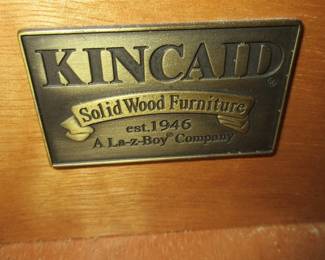 KINCAID®
Solid Wood Furniture
est.1946
A La-z-Boy® Company